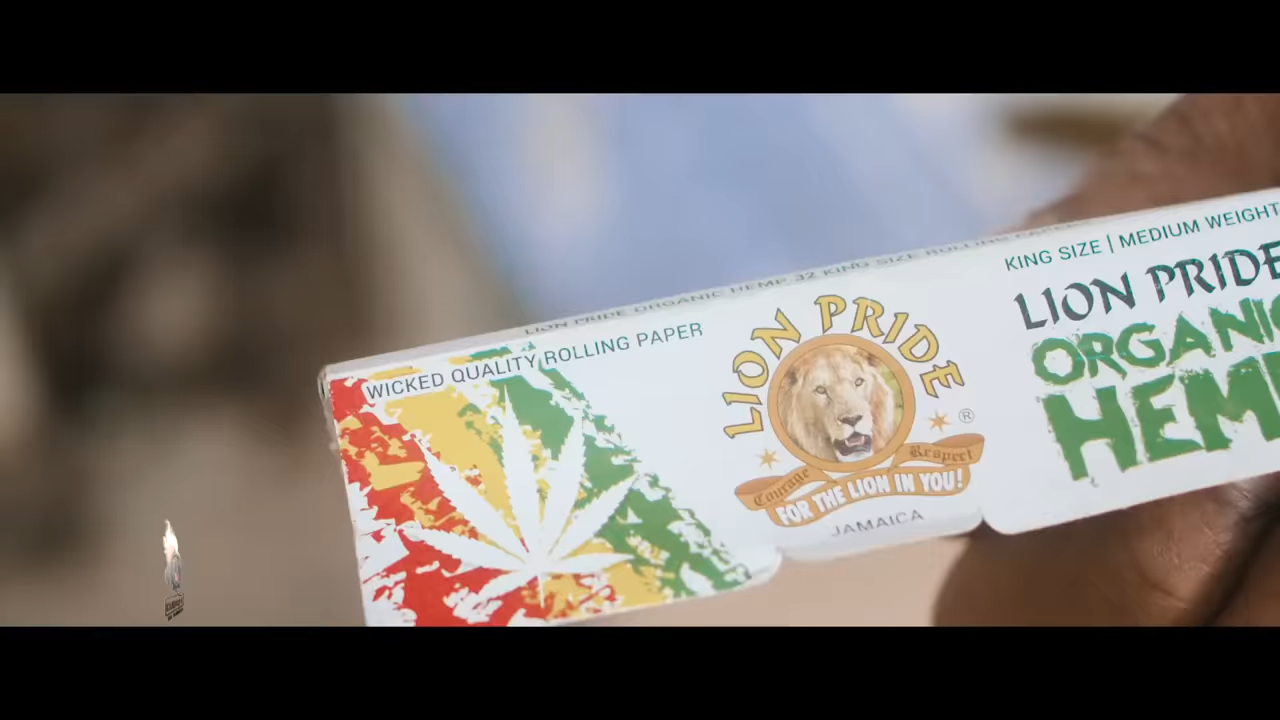 LION PRIDE ORGANIC HEMP 32 KING SIZE ROLLING
WICKED QUALITY ROLLING PAPER
LION PRIDE
®
Courage
Respect
FOR THE LION IN YOU!
JAMAICA
KING SIZE | MEDIUM WEIGHT
LION PRIDE
ORGANIC
HEMP